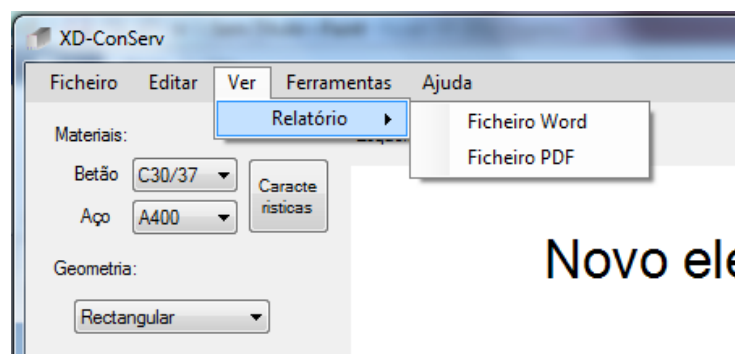 XD-ConServ
Ficheiro Editar Ver Ferramentas Ajuda
Relatório
Ficheiro Word
Ficheiro PDF
Materiais:
Betão C30/37
Aço A400
Caracte
risticas
Geometria:
Rectangular
Novo ele